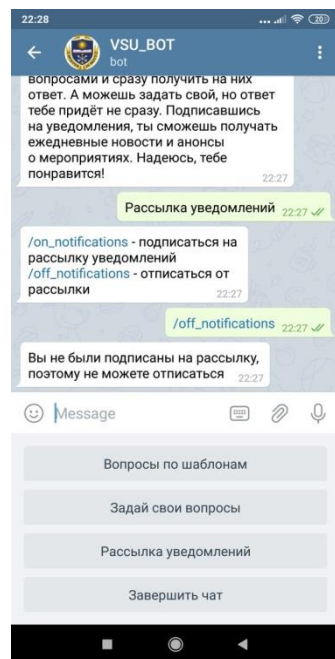 22:28
20
VSU_BOT
bot
вопросами и сразу получить на них
ответ. А можешь задать свой, но ответ
тебе придёт не сразу. Подписавшись
на уведомления, ты сможешь получать
ежедневные новости и анонсы
о мероприятиях. Надеюсь, тебе
понравится! 22:27
Рассылка уведомлений 22:27
/on_notifications - подписаться на
рассылку уведомлений
/off_notifications - отписаться от
рассылки 22:27
/off_notifications 22:27
Вы не были подписаны на рассылку,
поэтому не можете отписаться 22:27
Message
Вопросы по шаблонам
Задай свои вопросы
Рассылка уведомлений
Завершить чат